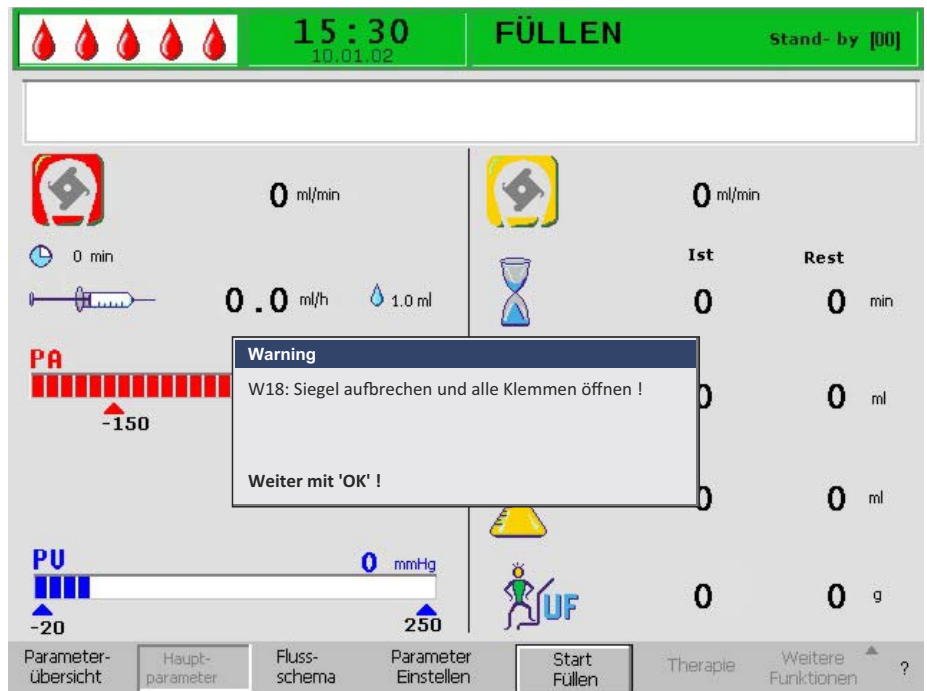 15:30
10.01.02
FÜLLEN
Stand- by [00]
0 ml/min
0 ml/min
0 min
Ist Rest
0.0 ml/h 1.0 ml
0 0 min
PA
Warning
W18: Siegel aufbrechen und alle Klemmen öffnen !
Weiter mit 'OK' !
-150
0 ml
0 ml
PV 0 mmHg
-20 250
UF 0 0 g
Parameter-
übersicht
Haupt-
parameter
Fluss-
schema
Parameter
Einstellen
Start
Füllen
Therapie
Weitere
Funktionen
?